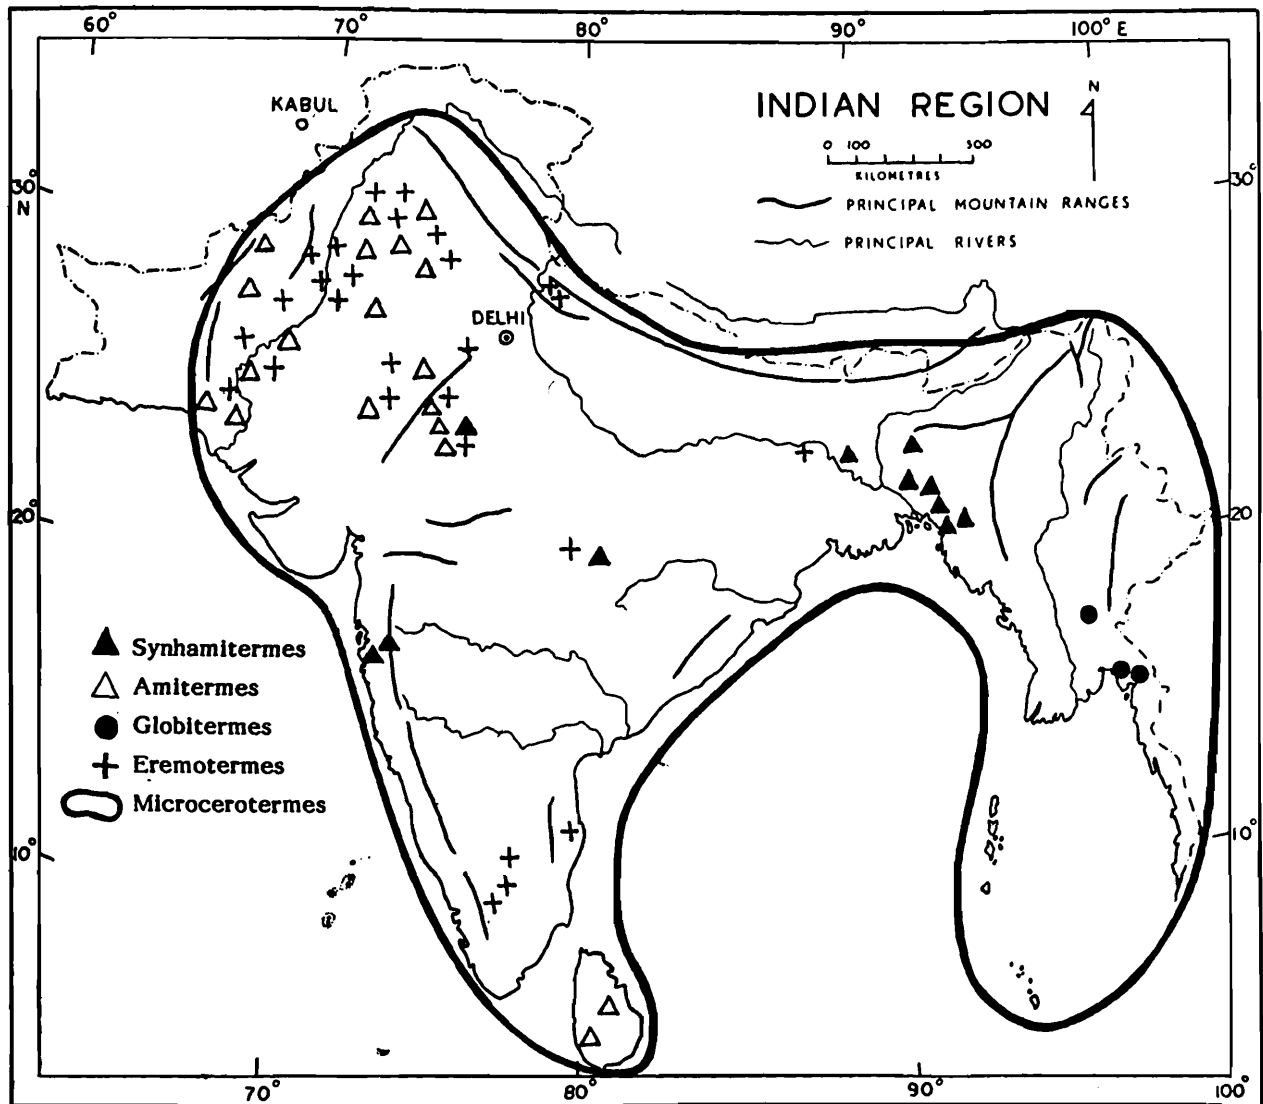 60° 70° 80° 90° 100° E
KABUL
INDIAN REGION
N
0 100 300
KILOMETRES
PRINCIPAL MOUNTAIN RANGES
PRINCIPAL RIVERS
30°
N
30°
DELHI
20°
20
Synhamitermes
Amitermes
Globitermes
Eremotermes
Microcerotermes
10°
10°
70° 80° 90° 100°